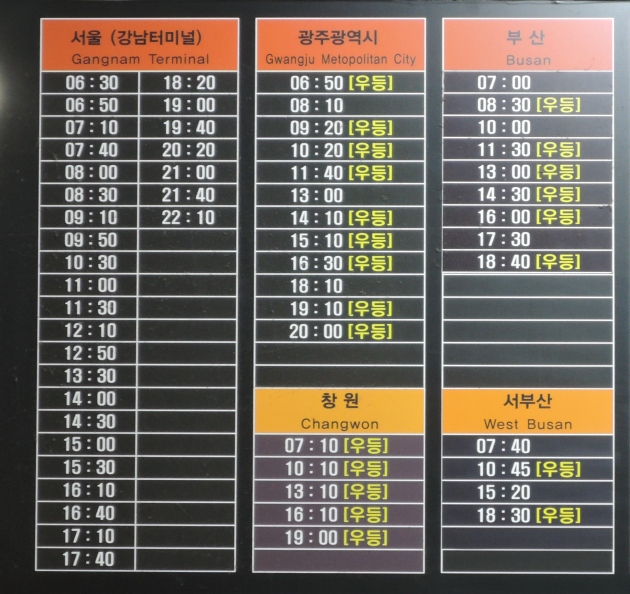 서울 (강남터미널)
Gangnam Terminal
06:30 18:20
06:50 19:00
07:10 19:40
07:40 20:20
08:00 21:00
08:30 21:40
09:10 22:10
09:50
10:30
11:00
11:30
12:10
12:50
13:30
14:00
14:30
15:00
15:30
16:10
16:40
17:10
17:40
광주광역시
Gwangju Metopolitan City
06:50 [우등]
08:10
09:20 [우등]
10:20 [우등]
11:40 [우등]
13:00
14:10 [우등]
15:10 [우등]
16:30 [우등]
18:10
19:10 [우등]
20:00 [우등]
창 원
Changwon
07:10 [우등]
10:10 [우등]
13:10 [우등]
16:10 [우등]
19:00 [우등]
부 산
Busan
07:00
08:30 [우등]
10:00
11:30 [우등]
13:00 [우등]
14:30 [우등]
16:00 [우등]
17:30
18:40 [우등]
서부산
West Busan
07:40
10:45 [우등]
15:20
18:30 [우등]